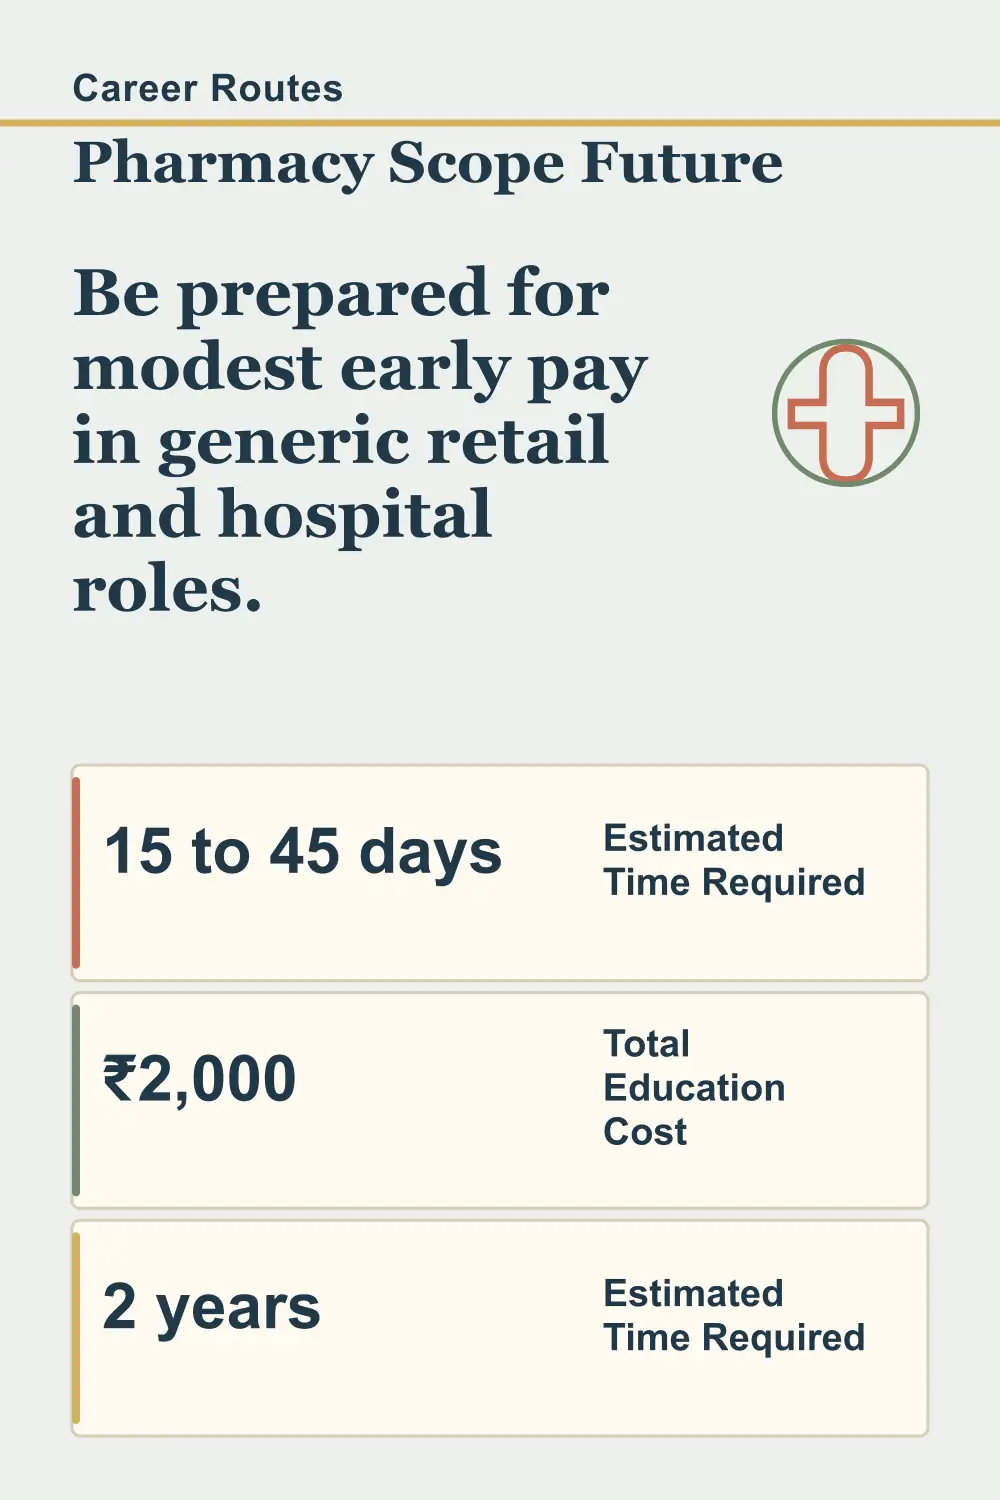 Career Routes
Pharmacy Scope Future
Be prepared for
modest early pay
in generic retail
and hospital
roles.
15 to 45 days
Estimated
Time Required
₹2,000
Total
Education
Cost
2 years
Estimated
Time Required